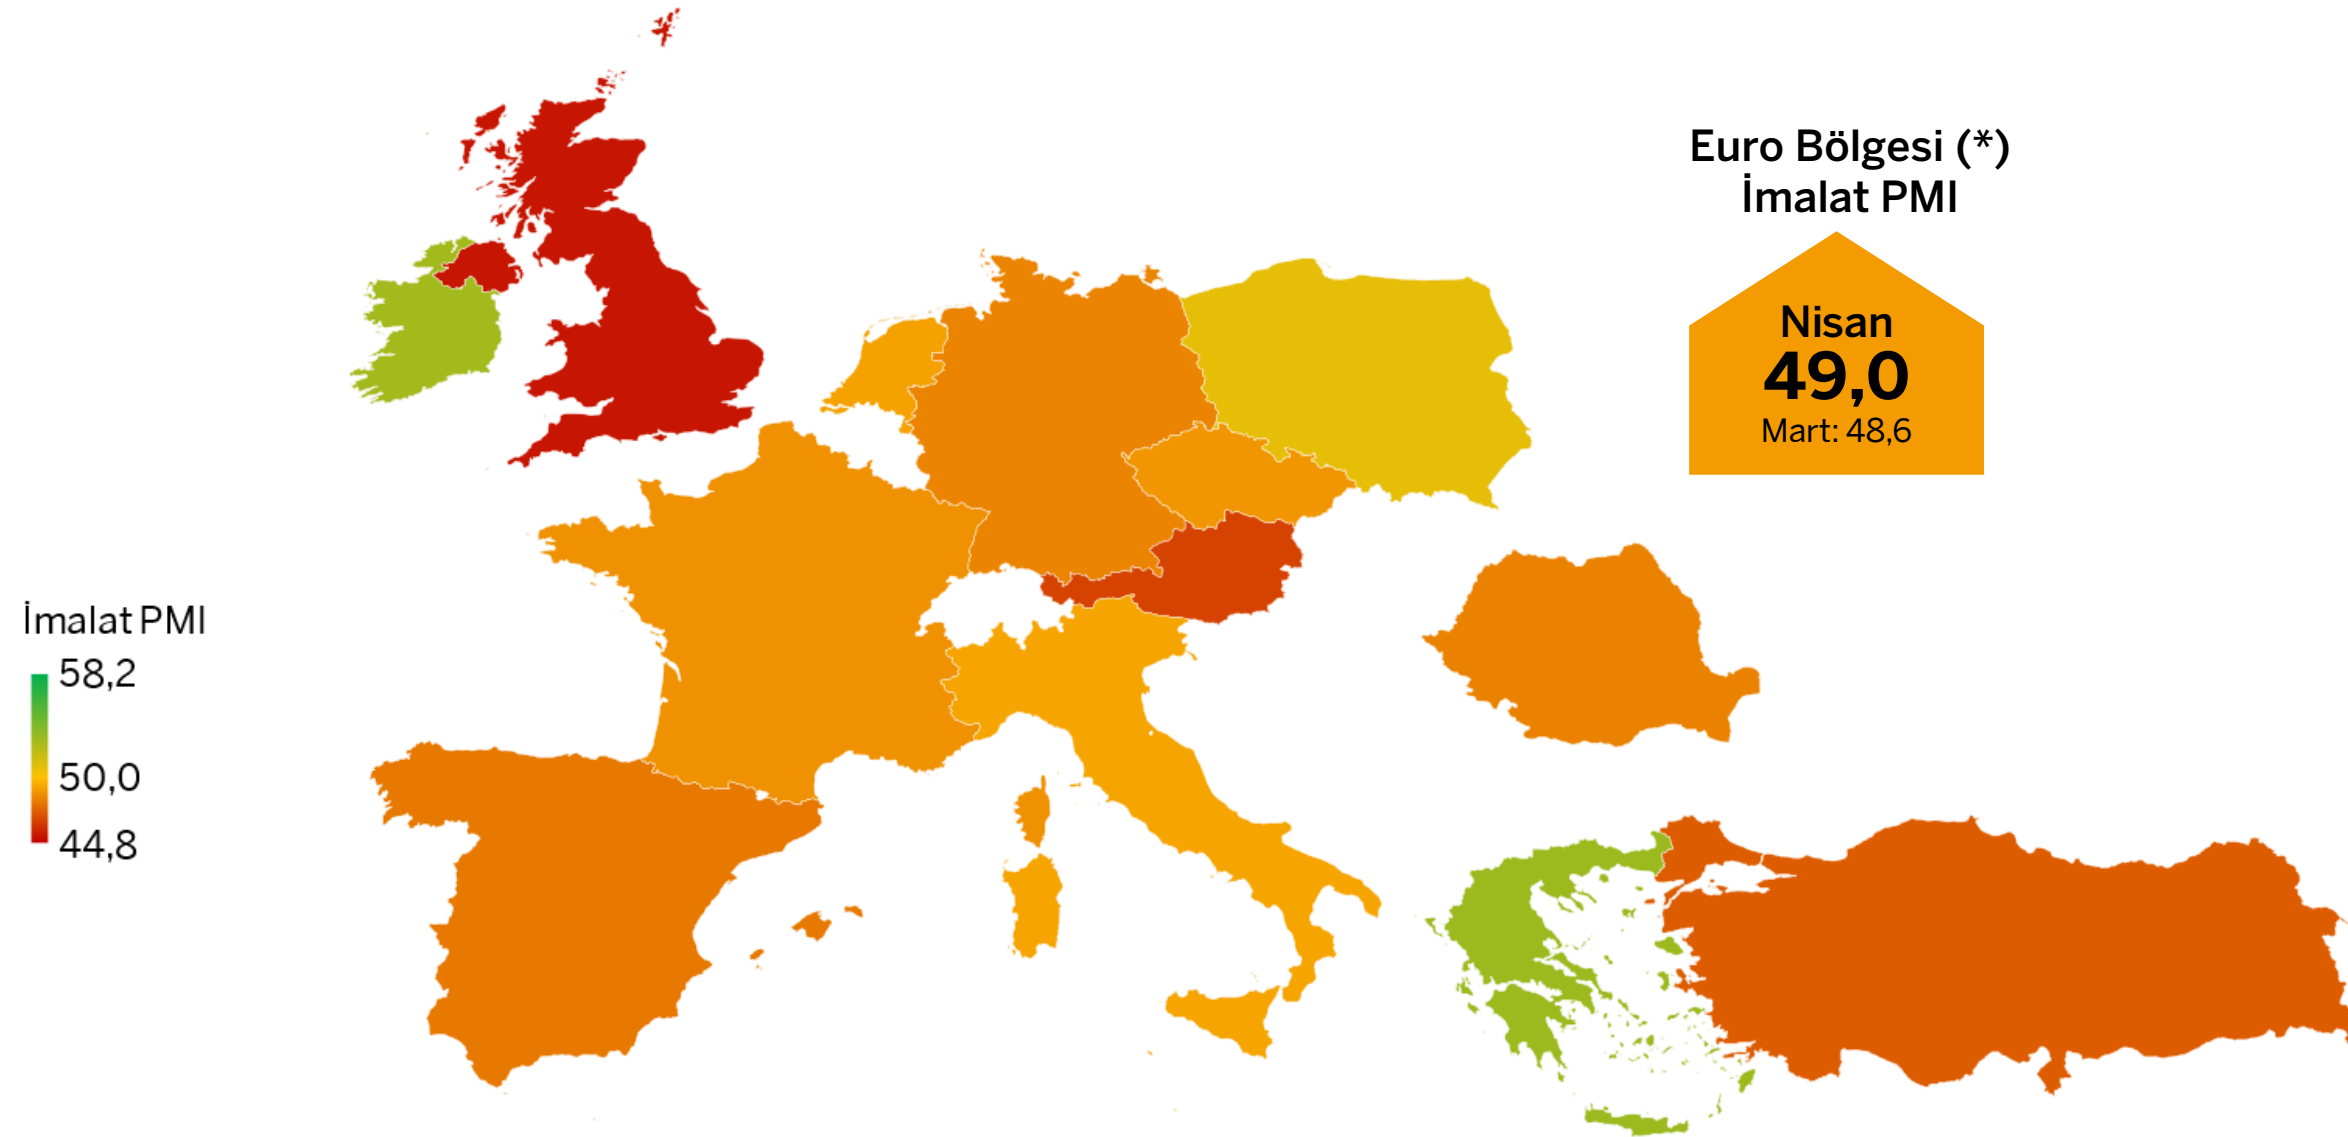 Euro Bölgesi (*)
İmalat PMI
Nisan
49,0
Mart: 48,6
İmalat PMI
58,2
50,0
44,8